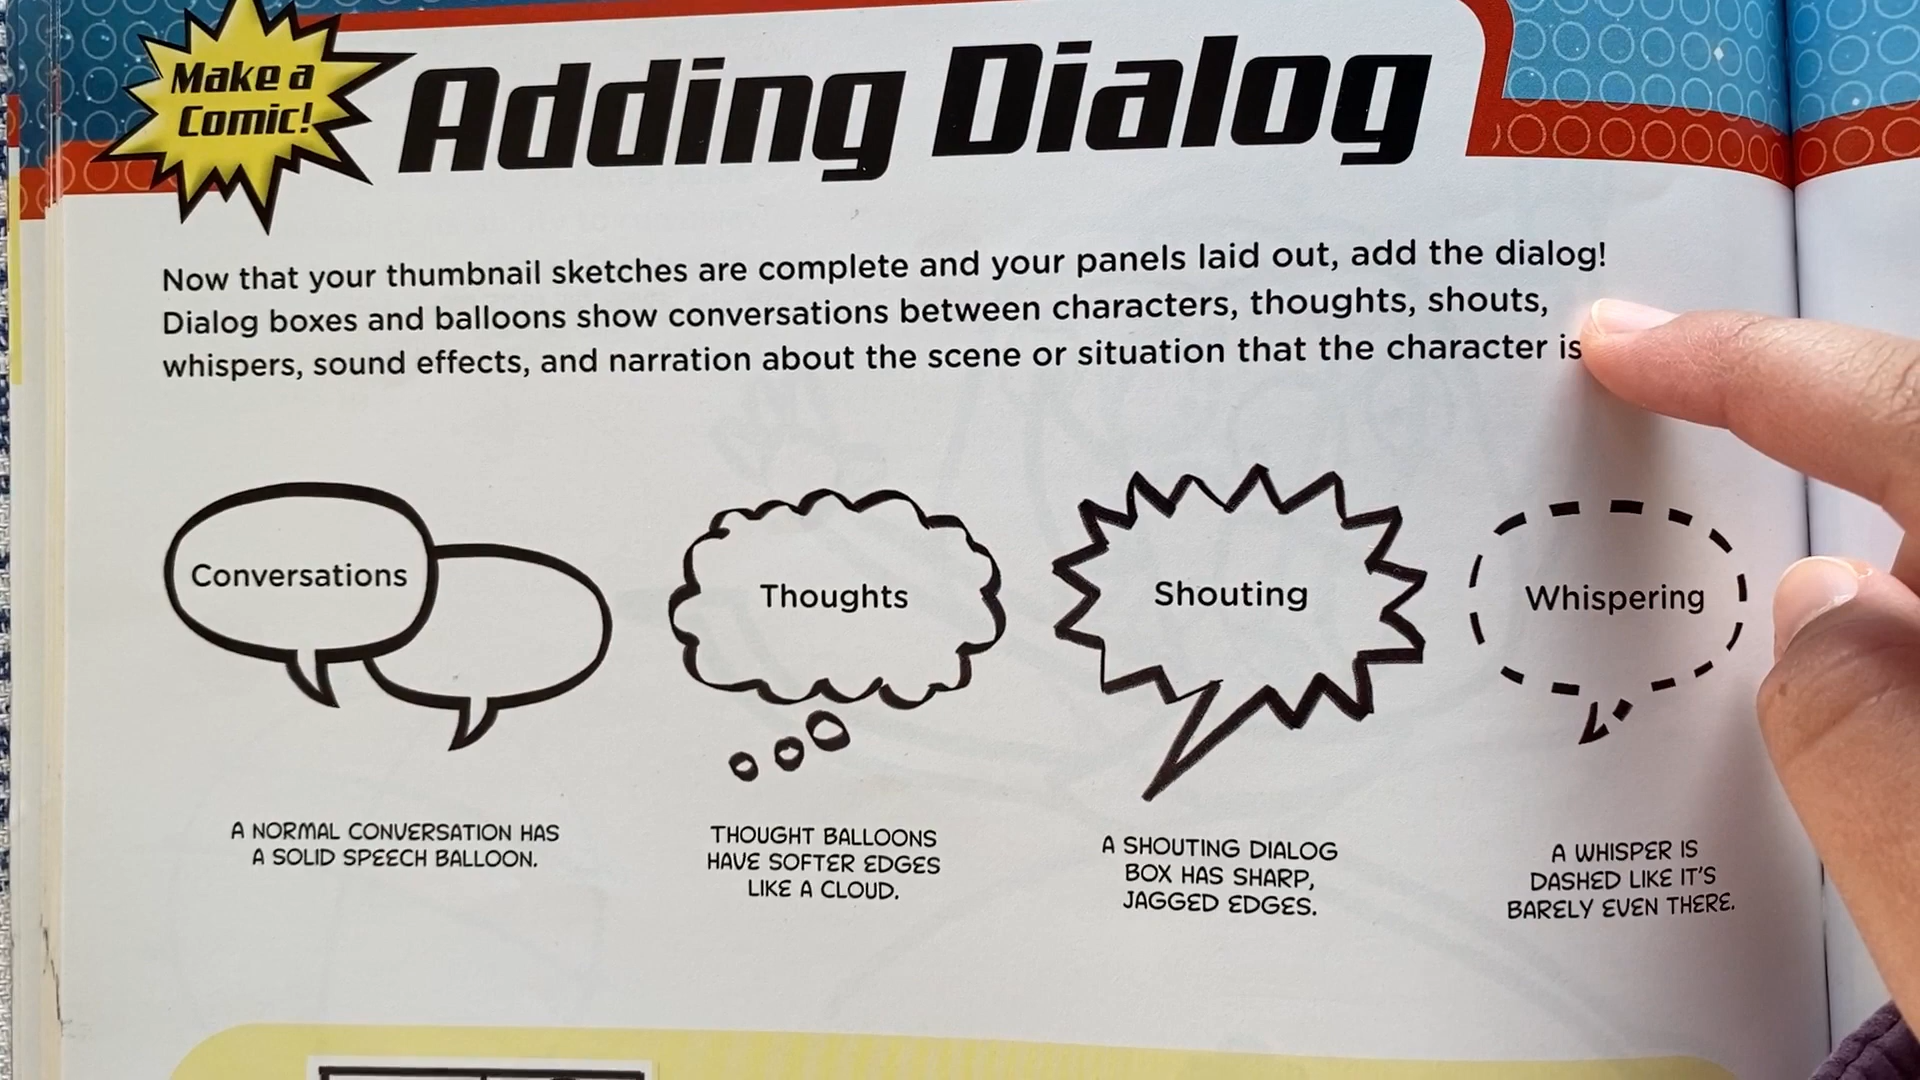 Make a
Comic!
Adding Dialog
Now that your thumbnail sketches are complete and your panels laid out, add the dialog!
Dialog boxes and balloons show conversations between characters, thoughts, shouts,
whispers, sound effects, and narration about the scene or situation that the character is
Conversations
Thoughts
Shouting
Whispering
A NORMAL CONVERSATION HAS
A SOLID SPEECH BALLOON.
THOUGHT BALLOONS
HAVE SOFTER EDGES
LIKE A CLOUD.
A SHOUTING DIALOG
BOX HAS SHARP,
JAGGED EDGES.
A WHISPER IS
DASHED LIKE IT'S
BARELY EVEN THERE.